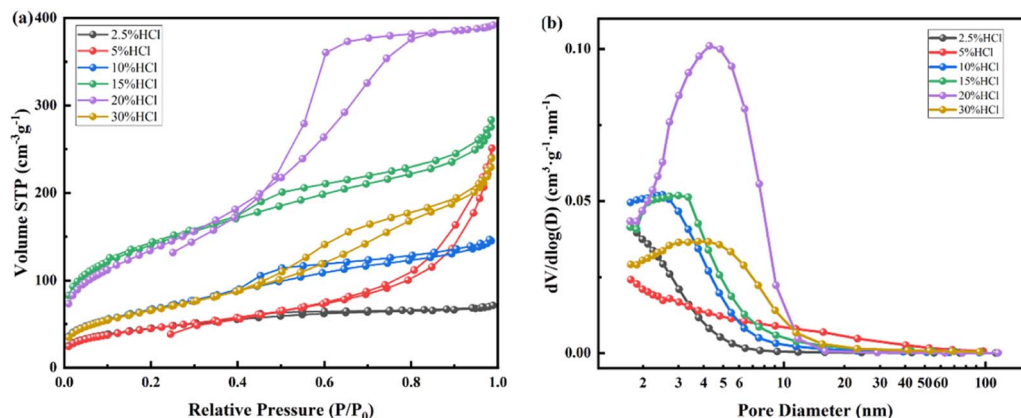 (a)
400
300
200
100
0
2.5%HCl
5%HCl
10%HCl
15%HCl
20%HCl
30%HCl
Volume STP (cm⁻³g⁻¹)
0.0 0.2 0.4 0.6 0.8 1.0
Relative Pressure (P/P₀)
(b)
0.10
0.05
0.00
2.5%HCl
5%HCl
10%HCl
15%HCl
20%HCl
30%HCl
dV/dlog(D) (cm³·g⁻¹·nm⁻¹)
2 3 4 5 6 10 20 30 40 50 60 100
Pore Diameter (nm)